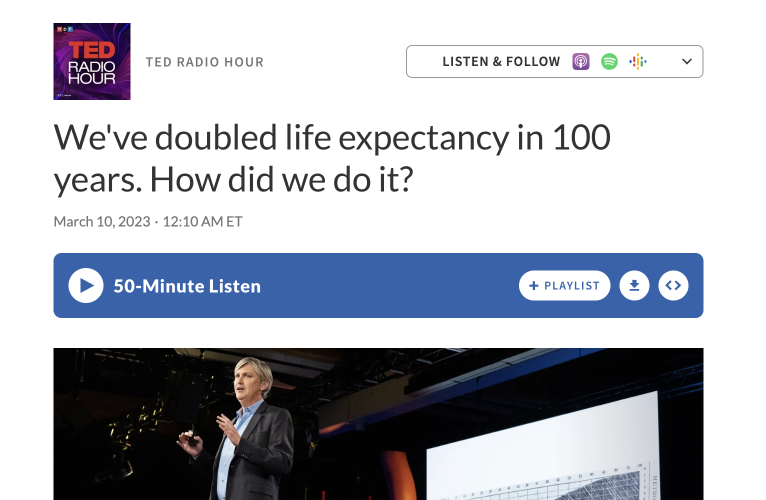 npr
TED
RADIO
HOUR
TED RADIO HOUR
LISTEN & FOLLOW
We've doubled life expectancy in 100
years. How did we do it?
March 10, 2023 · 12:10 AM ET
50-Minute Listen
+ PLAYLIST